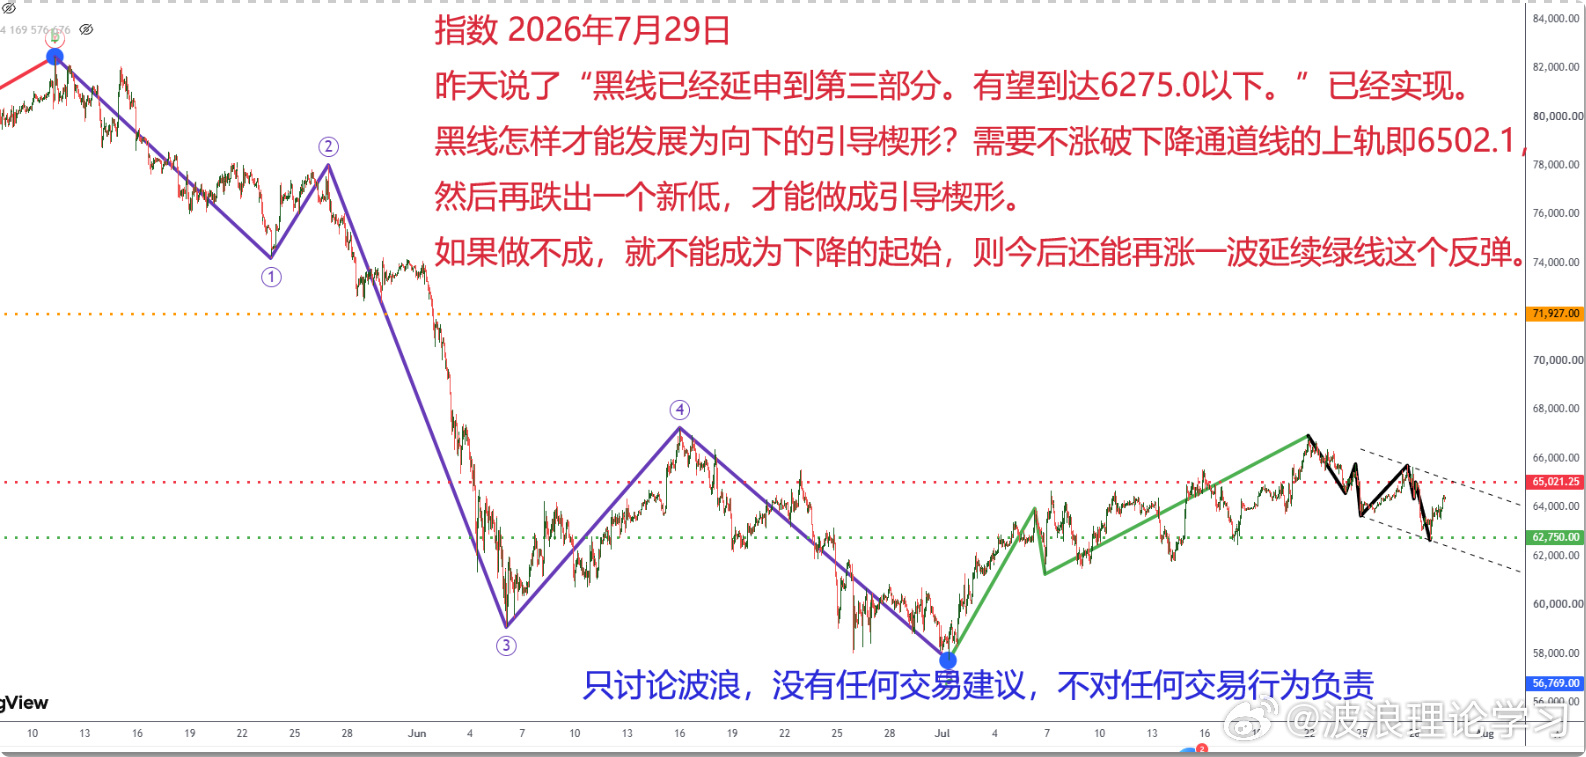 4 169 576 676
指数 2026年7月29日
昨天说了“黑线已经延申到第三部分。有望到达6275.0以下。”已经实现。
黑线怎样才能发展为向下的引导楔形？需要不涨破下降通道线的上轨即6502.1，
然后再跌出一个新低，才能做成引导楔形。
如果做不成，就不能成为下降的起始，则今后还能再涨一波延续绿线这个反弹。
①
②
③
④
84,000.00
82,000.00
80,000.00
78,000.00
76,000.00
74,000.00
71,927.00
70,000.00
68,000.00
66,000.00
65,021.25
64,000.00
62,750.00
62,000.00
60,000.00
58,000.00
56,769.00
56,000.00
只讨论波浪，没有任何交易建议，不对任何交易行为负责
gView
@波浪理论学习
10 13 16 19 22 25 28 Jun 4 7 10 13 16 19 22 25 28 Jul 4 7 10 13 16 19 22 25 28 Aug
2